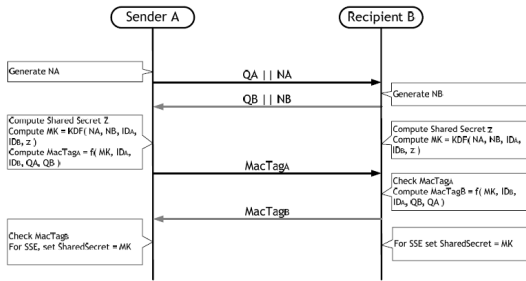 Sender A
Recipient B
Generate NA
QA || NA
Generate NB
QB || NB
Compute Shared Secret Z
Compute MK = KDF( NA, NB, IDA,
IDB, z )
Compute MacTagA = f( MK, IDA,
IDB, QA, QB )
Compute Shared Secret Z
Compute MK = KDF( NA, NB, IDA,
IDB, z )
MacTagA
Check MacTagA
Compute MacTagB = f( MK, IDB,
IDA, QB, QA )
MacTagB
Check MacTagB
For SSE, set SharedSecret = MK
For SSE set SharedSecret = MK